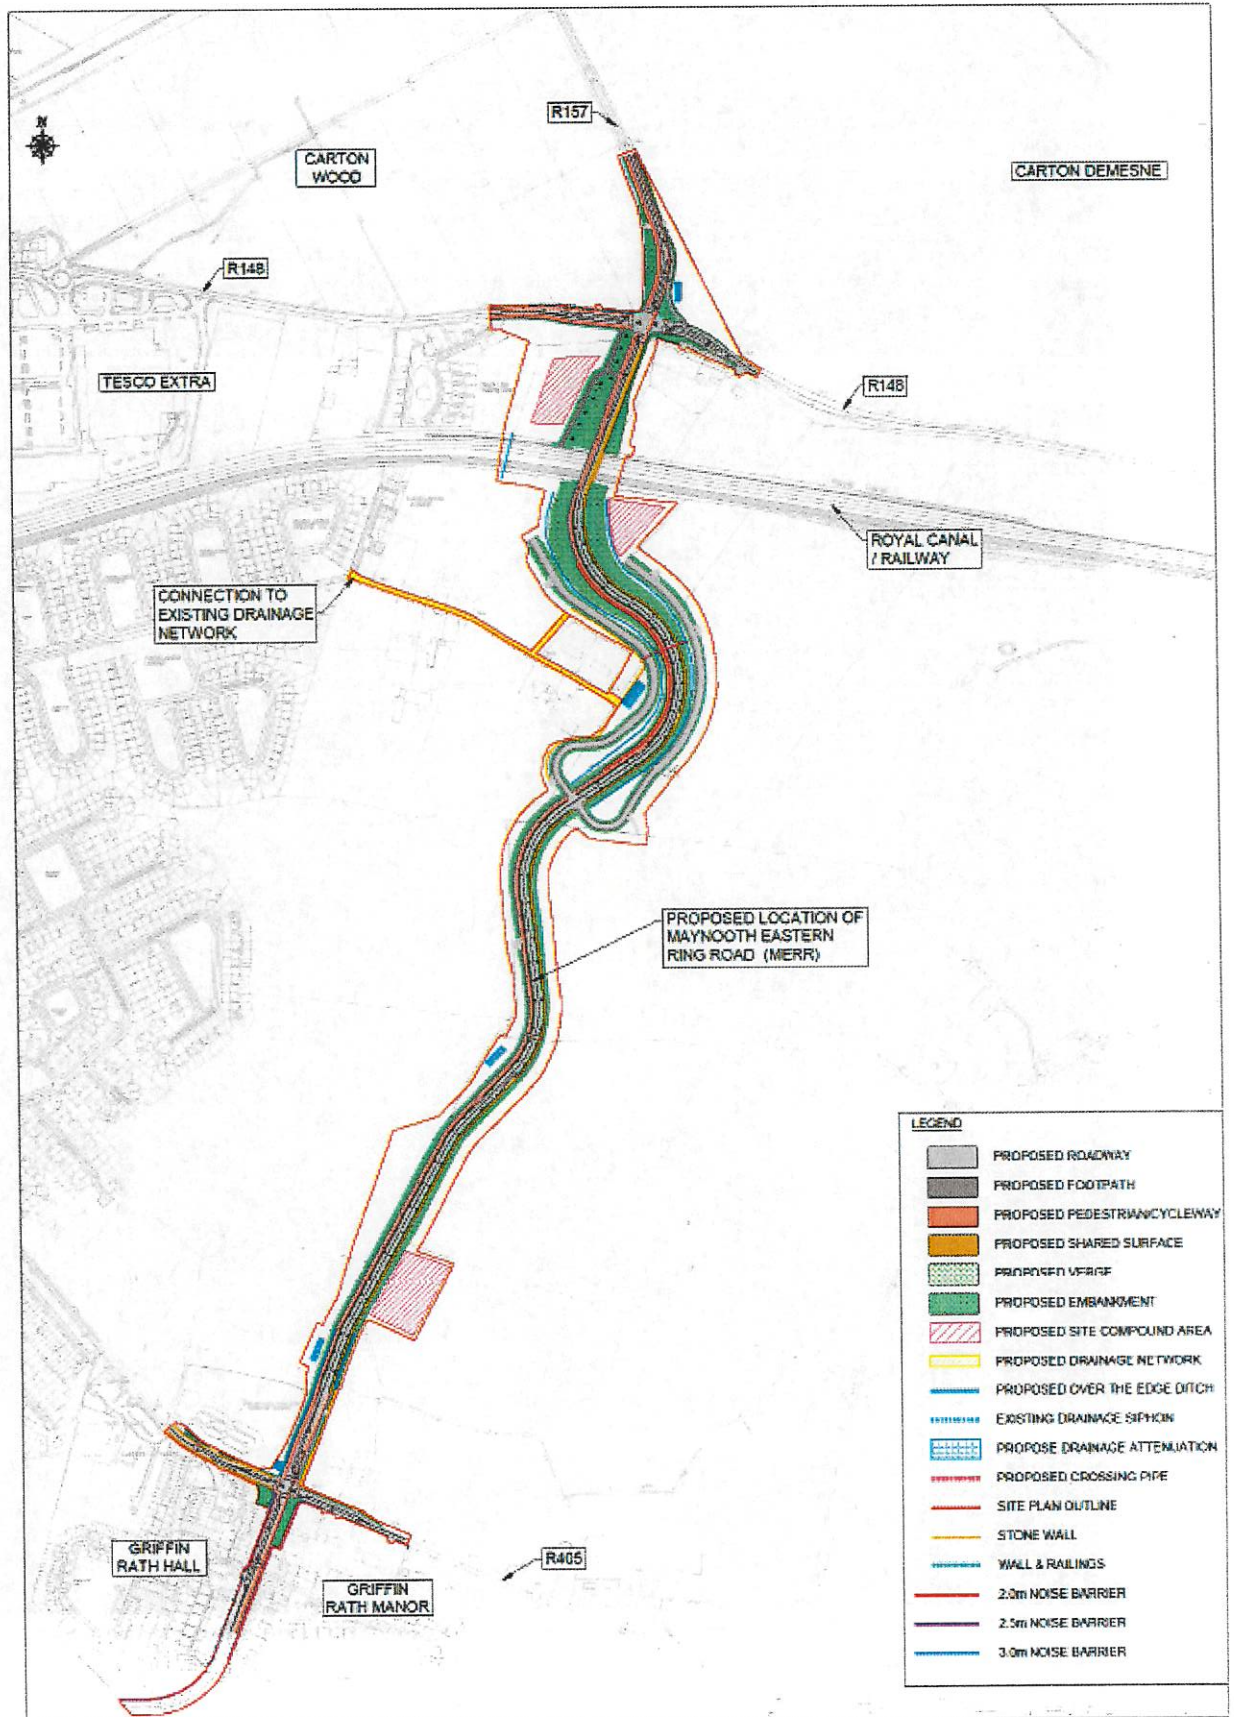 N
R157
CARTON
WOOD
CARTON DEMESNE
R148
TESCO EXTRA
R148
ROYAL CANAL
/ RAILWAY
CONNECTION TO
EXISTING DRAINAGE
NETWORK
PROPOSED LOCATION OF
MAYNOOTH EASTERN
RING ROAD (MERR)
LEGEND
PROPOSED ROADWAY
PROPOSED FOOTPATH
PROPOSED PEDESTRIAN/CYCLEWAY
PROPOSED SHARED SURFACE
PROPOSED VERGE
PROPOSED EMBANKMENT
PROPOSED SITE COMPOUND AREA
PROPOSED DRAINAGE NETWORK
PROPOSED OVER THE EDGE DITCH
EXISTING DRAINAGE SIPHON
PROPOSE DRAINAGE ATTENUATION
PROPOSED CROSSING PIPE
SITE PLAN OUTLINE
STONE WALL
WALL & RAILINGS
2.0m NOISE BARRIER
2.5m NOISE BARRIER
3.0m NOISE BARRIER
GRIFFIN
RATH HALL
GRIFFIN
RATH MANOR
R405